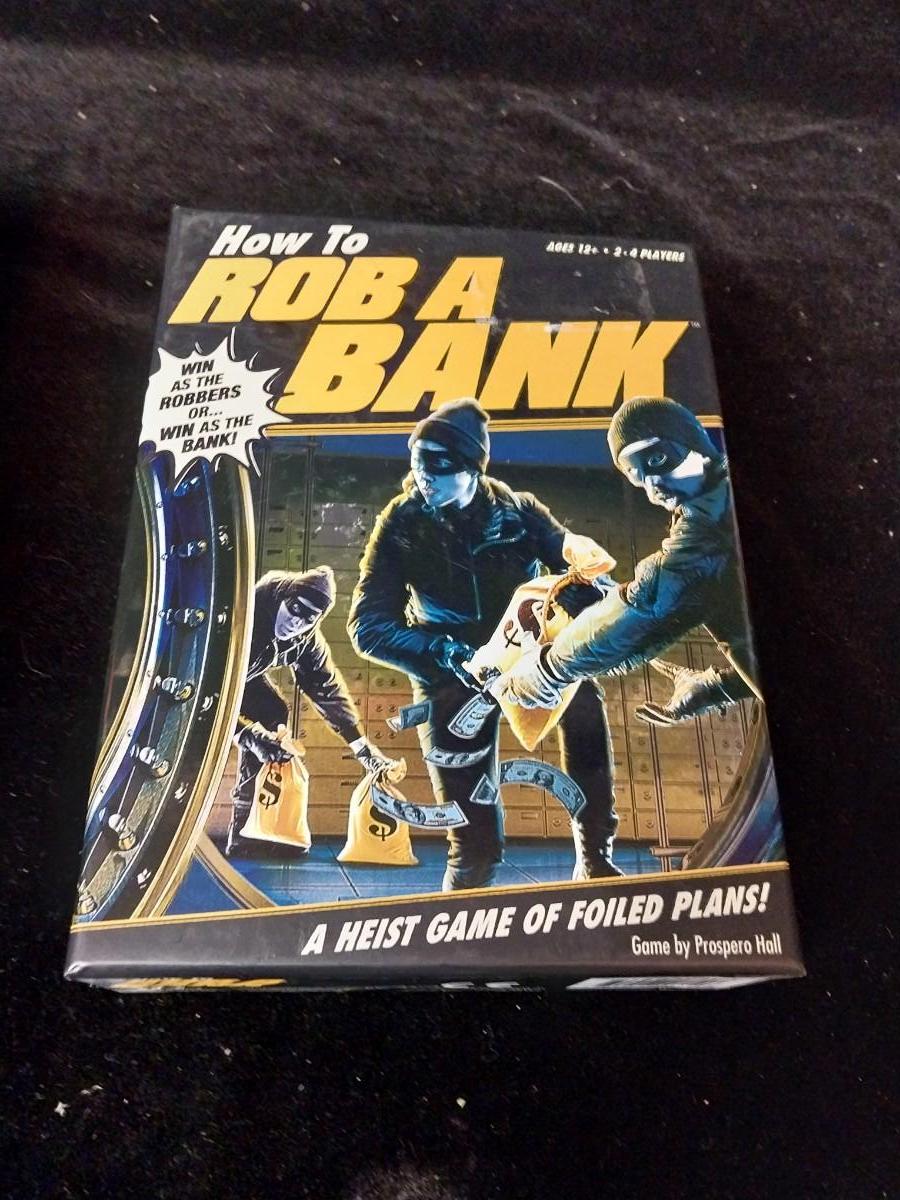 How To
AGES 12+ • 2-4 PLAYERS
ROB A
BANK™
WIN
AS THE
ROBBERS
OR...
WIN AS THE
BANK!
$
$
$
A HEIST GAME OF FOILED PLANS!
Game by Prospero Hall